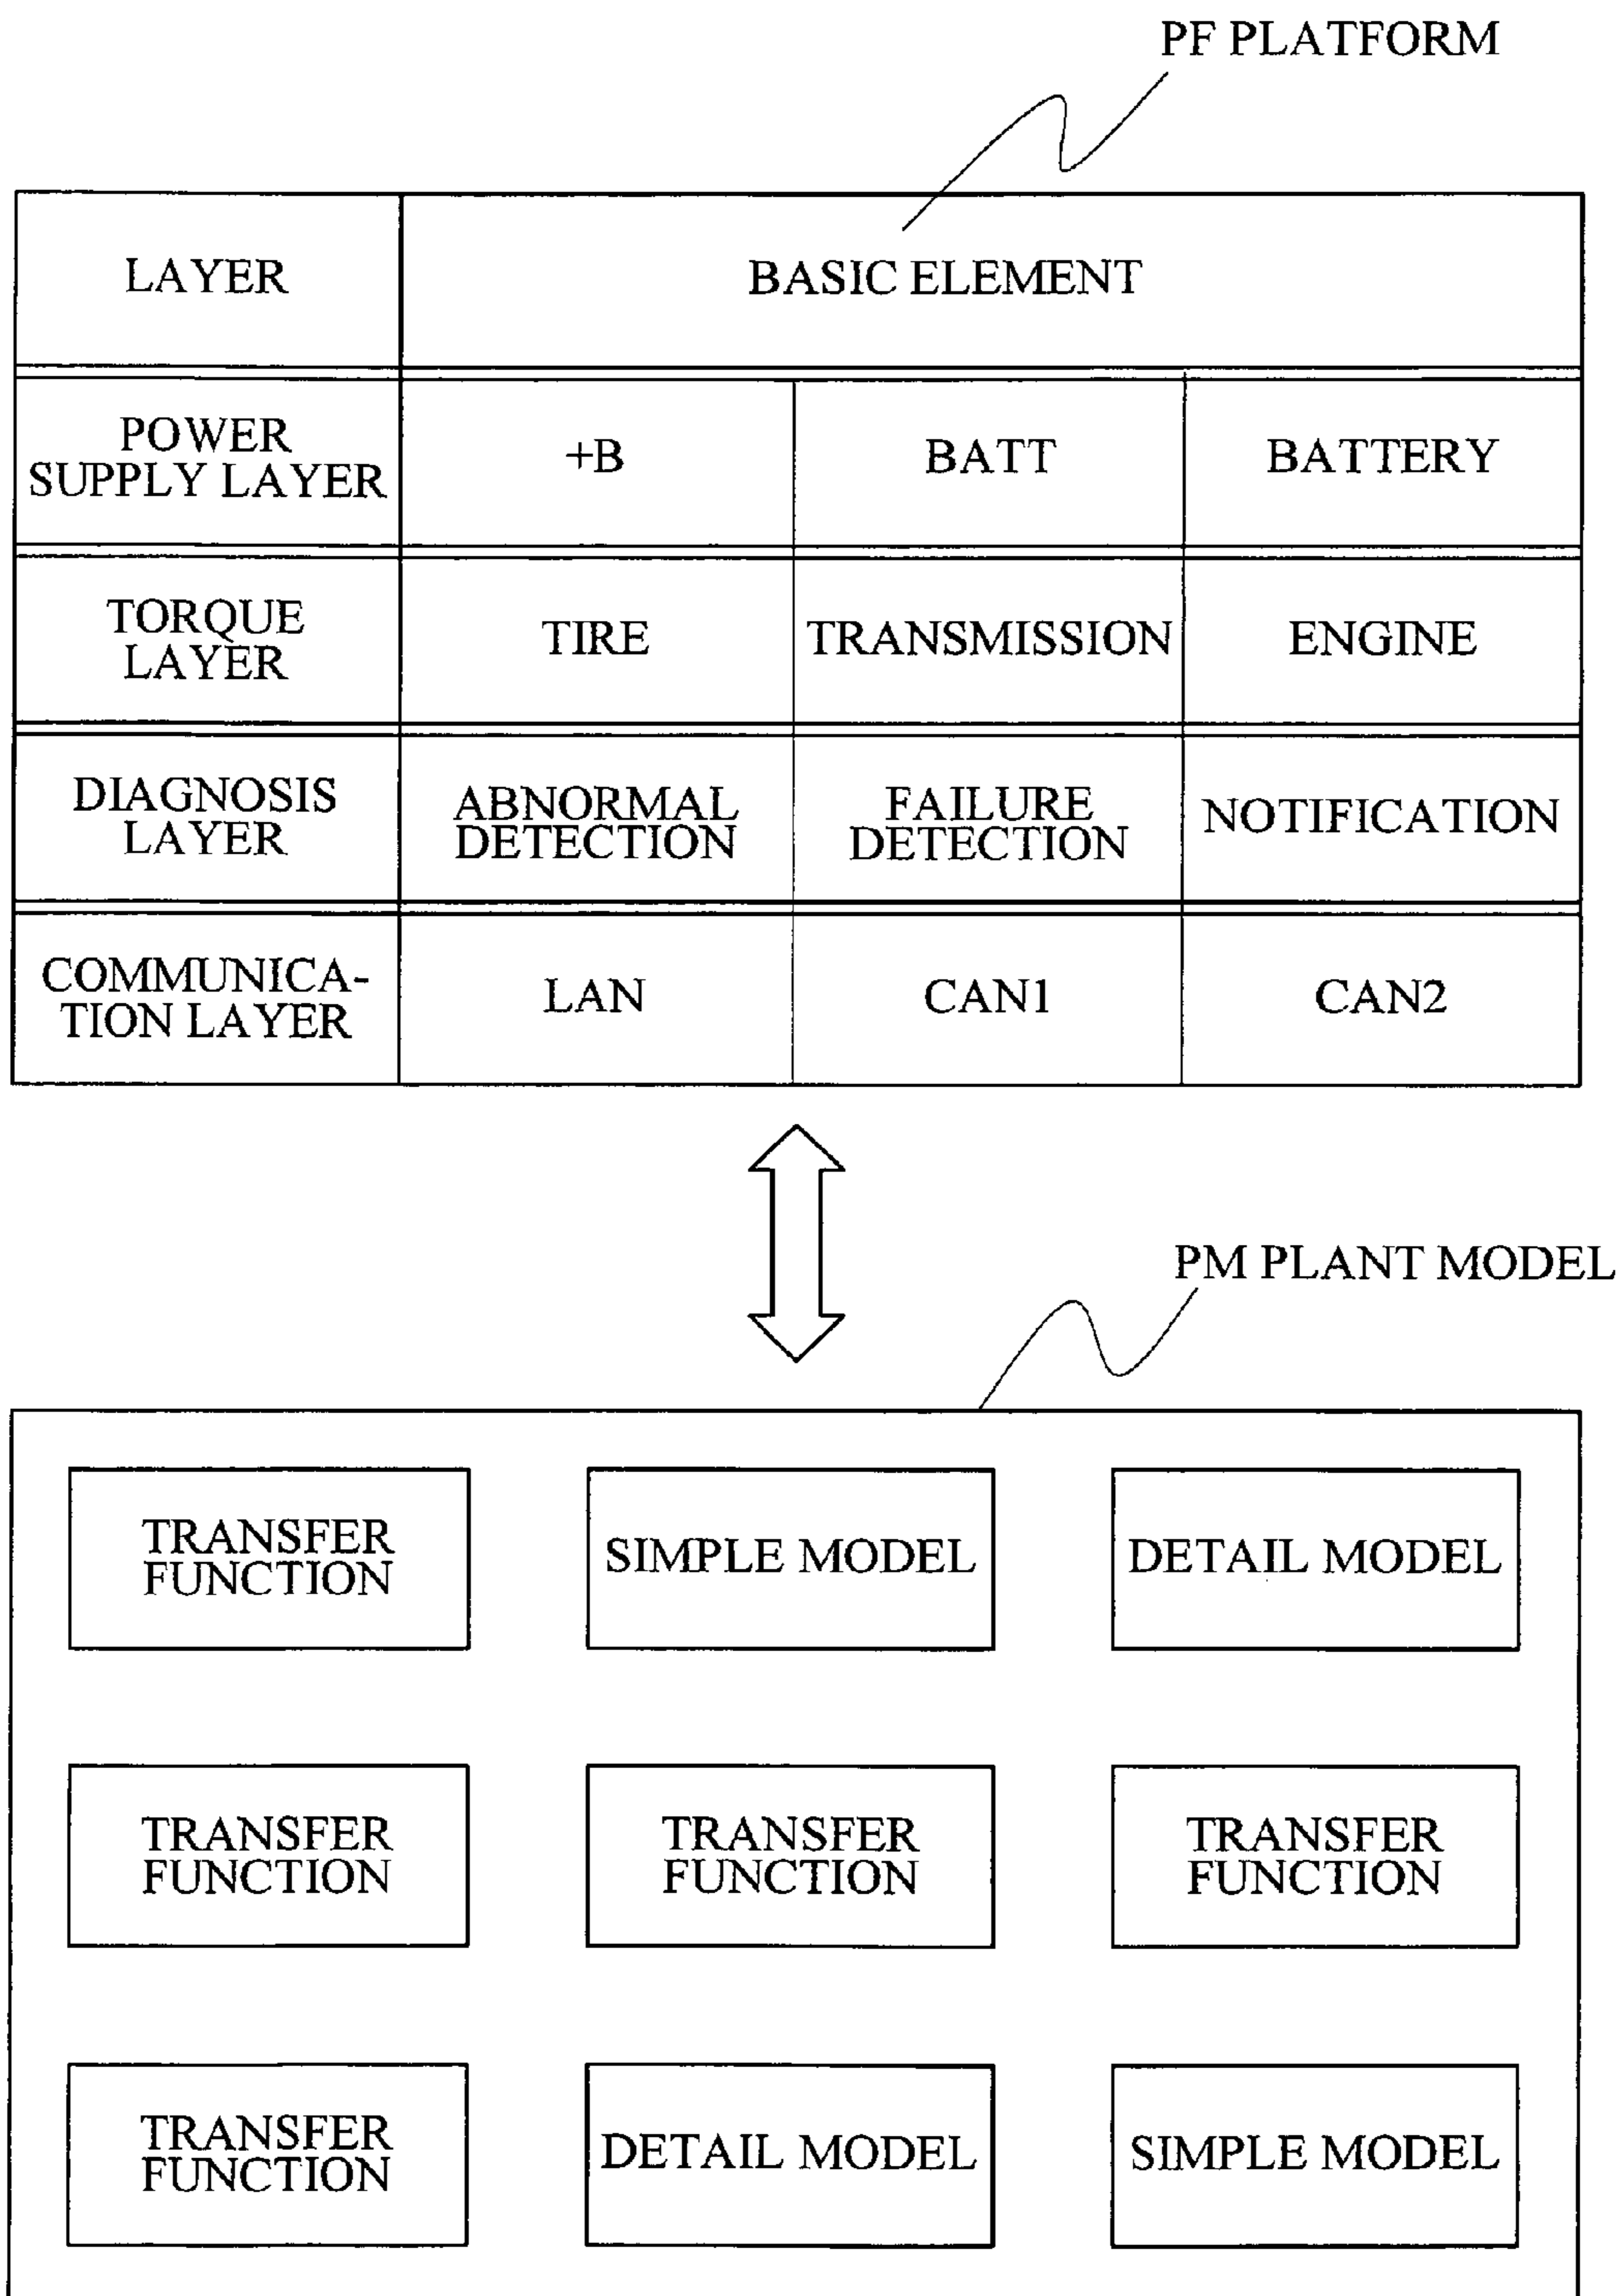 PF PLATFORM
LAYER
BASIC ELEMENT
POWER
SUPPLY LAYER
+B
BATT
BATTERY
TORQUE
LAYER
TIRE
TRANSMISSION
ENGINE
DIAGNOSIS
LAYER
ABNORMAL
DETECTION
FAILURE
DETECTION
NOTIFICATION
COMMUNICA-
TION LAYER
LAN
CAN1
CAN2
PM PLANT MODEL
TRANSFER
FUNCTION
SIMPLE MODEL
DETAIL MODEL
TRANSFER
FUNCTION
TRANSFER
FUNCTION
TRANSFER
FUNCTION
TRANSFER
FUNCTION
DETAIL MODEL
SIMPLE MODEL